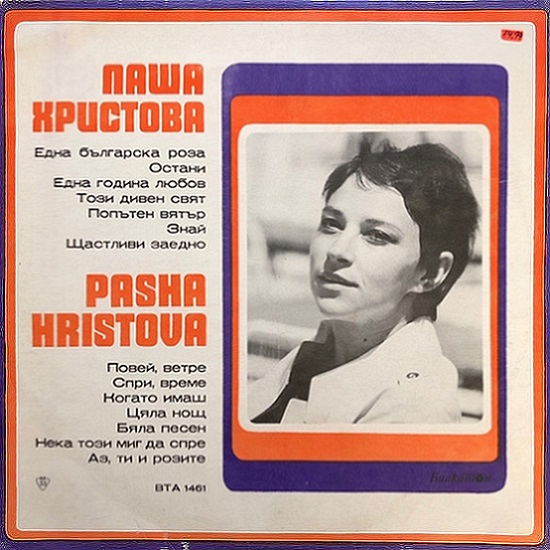 ПАША
ХРИСТОВА
Една българска роза
Остани
Една година любов
Този дивен свят
Попътен вятър
Знай
Щастливи заедно
PASHA
HRISTOVA
Повей, ветре
Спри, време
Когато имаш
Цяла нощ
Бяла песен
Нека този миг да спре
Аз, ти и розите
ВТА 1461
Балкантон